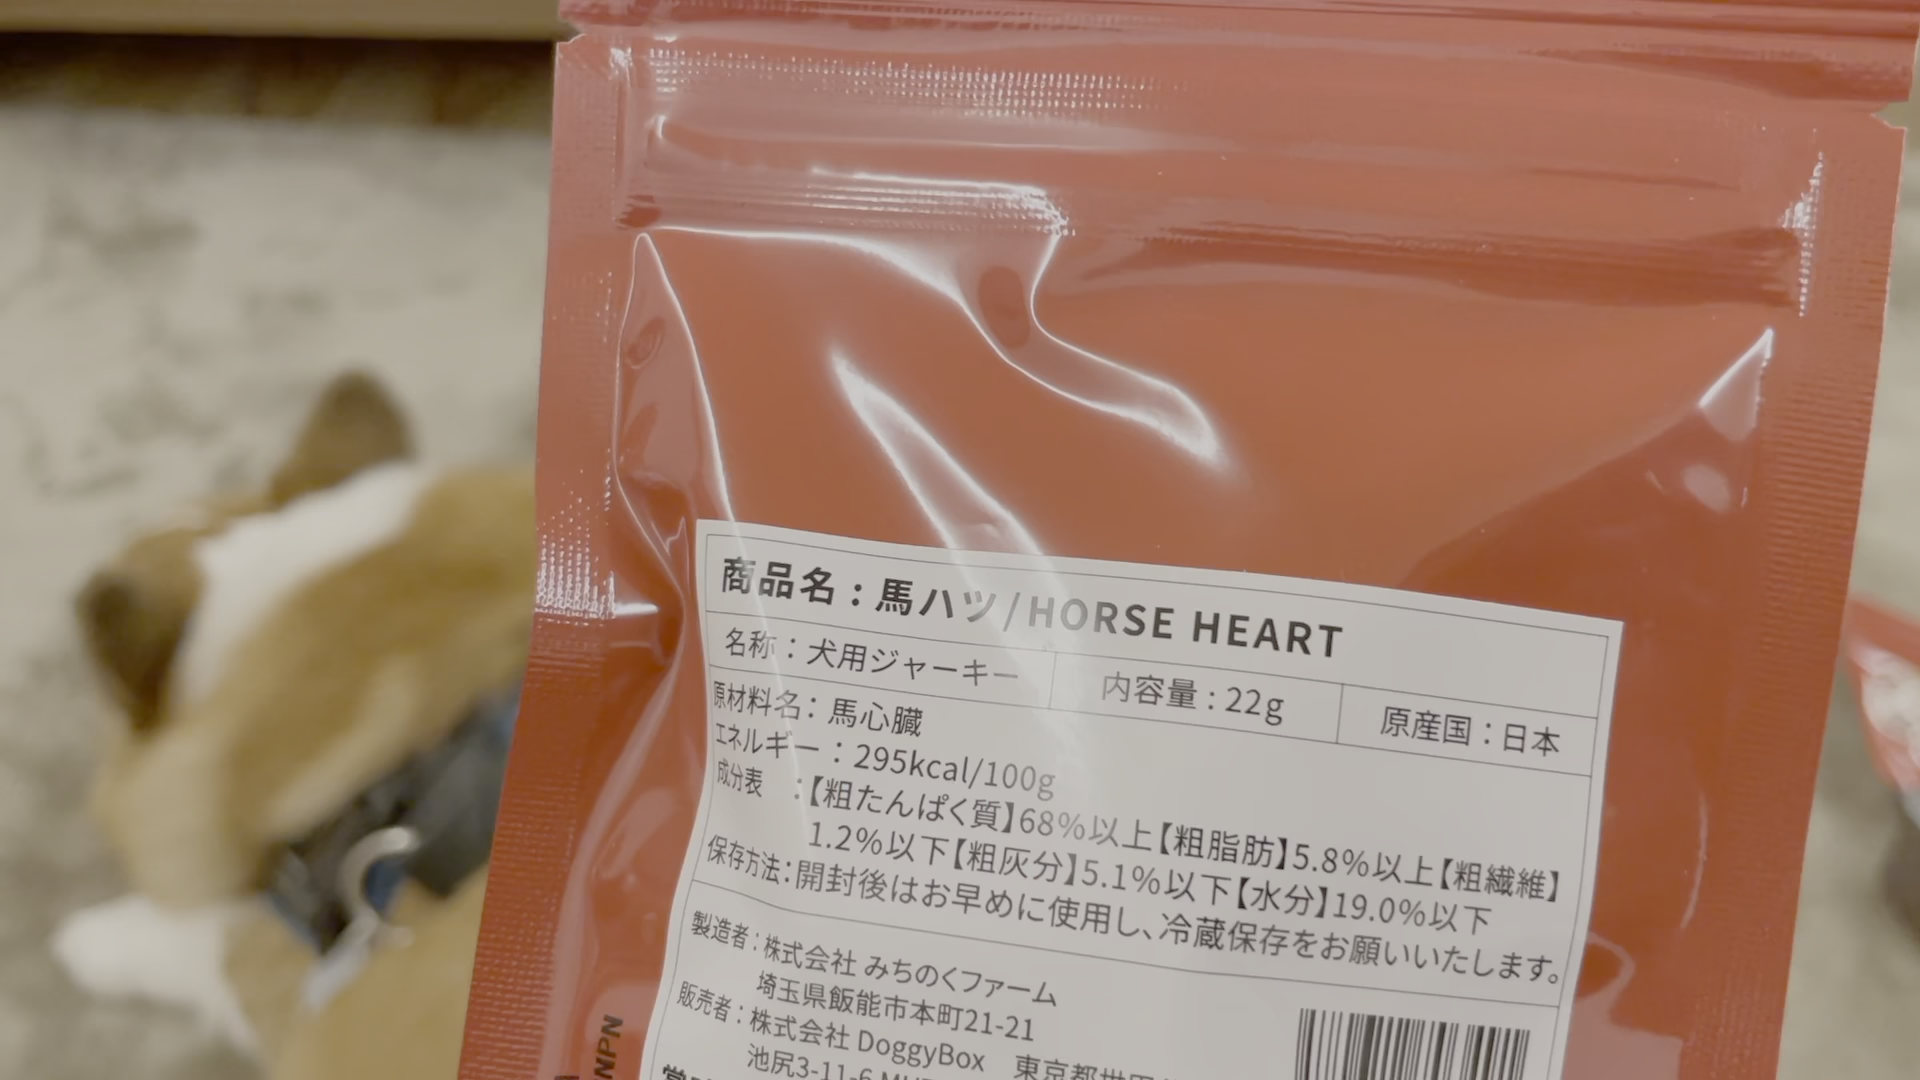 商品名：馬ハツ/HORSE HEART
名称：犬用ジャーキー 内容量：22g 原産国：日本
原材料名：馬心臓
エネルギー：295kcal/100g
成分表：【粗たんぱく質】68%以上【粗脂肪】5.8%以上【粗繊維】
1.2%以下【粗灰分】5.1%以下【水分】19.0%以下
保存方法：開封後はお早めに使用し、冷蔵保存をお願いいたします。
製造者：株式会社 みちのくファーム
埼玉県飯能市本町21-21
販売者：株式会社 DoggyBox 東京都世田
池尻3-11-6
NPN